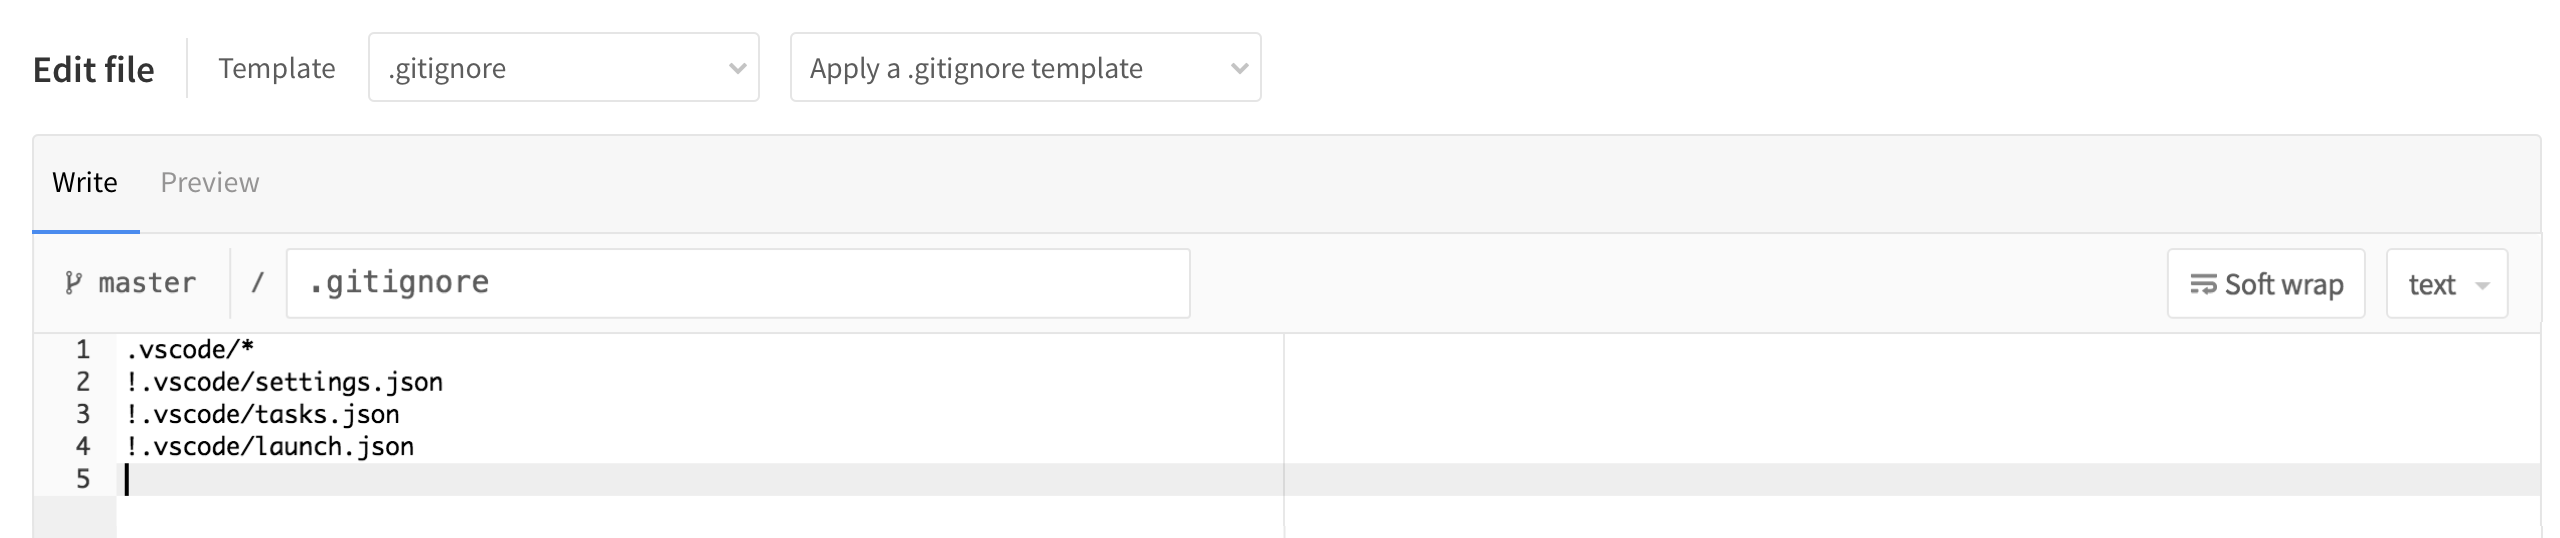 Edit file Template .gitignore Apply a .gitignore template
Write Preview
master / .gitignore Soft wrap text
1 .vscode/*
2 !.vscode/settings.json
3 !.vscode/tasks.json
4 !.vscode/launch.json
5